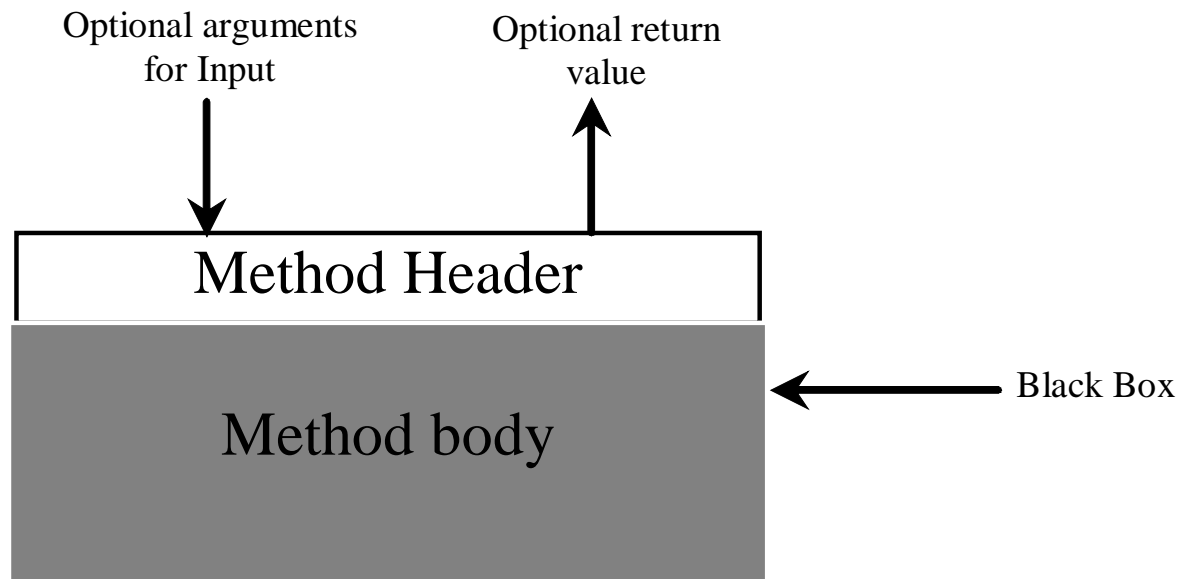 Optional arguments
for Input
Optional return
value
Method Header
Black Box
Method body